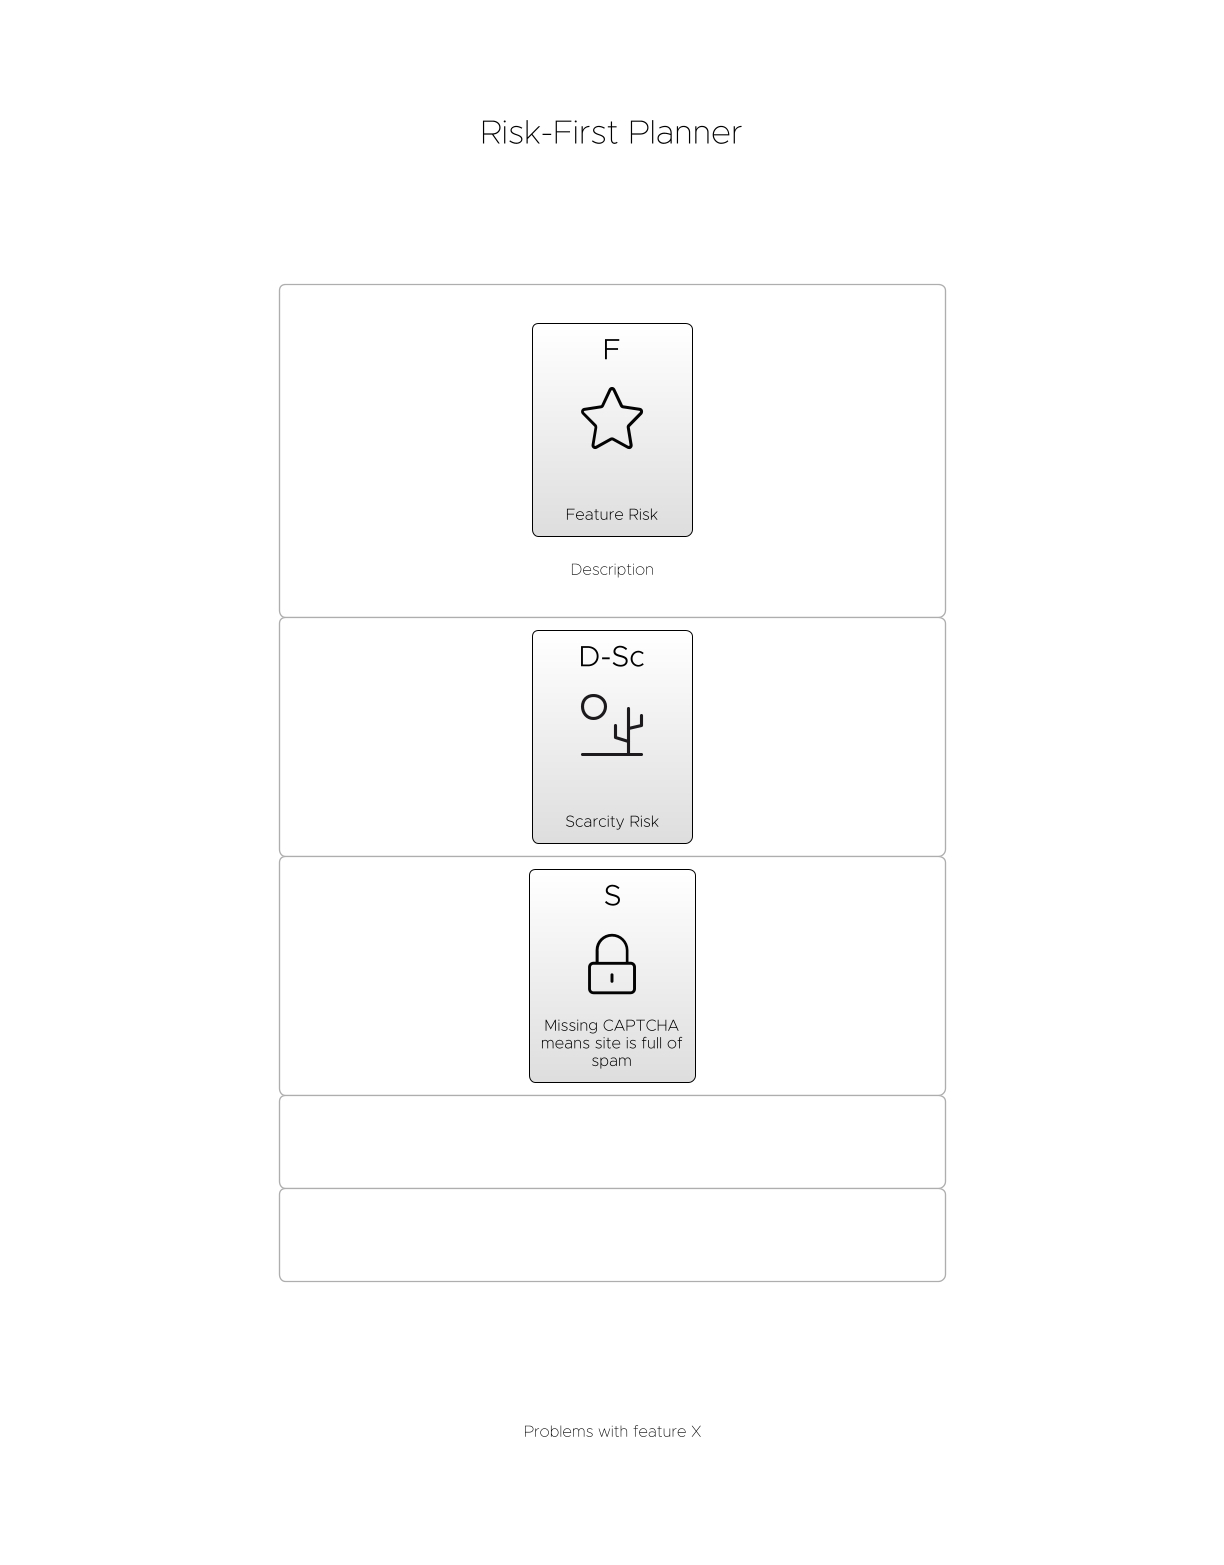 Risk-First Planner
F
Feature Risk
Description
D-Sc
Scarcity Risk
S
Missing CAPTCHA
means site is full of
spam
Problems with feature X